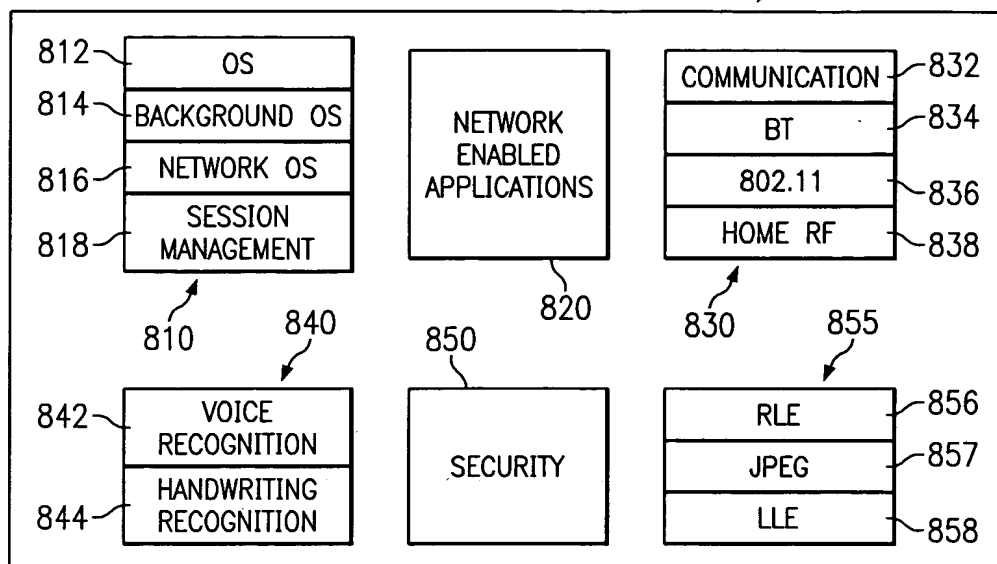 812
OS
814
BACKGROUND OS
816
NETWORK OS
818
SESSION
MANAGEMENT
810
NETWORK
ENABLED
APPLICATIONS
820
COMMUNICATION
832
BT
834
802.11
836
HOME RF
838
830
840
842
VOICE
RECOGNITION
844
HANDWRITING
RECOGNITION
850
SECURITY
855
RLE
856
JPEG
857
LLE
858